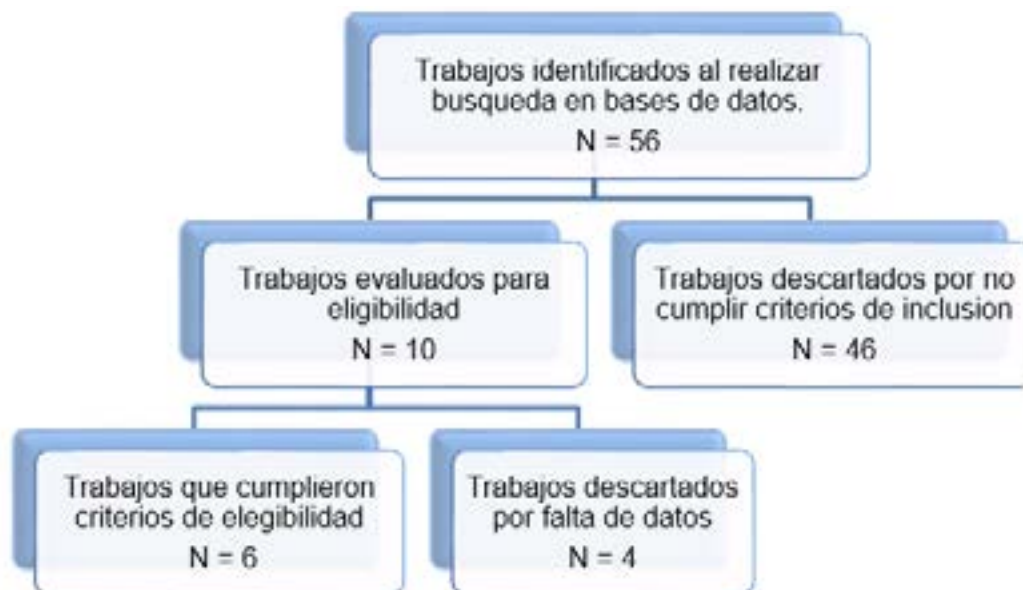 Trabajos identificados al realizar
busqueda en bases de datos.
N = 56
Trabajos evaluados para
eligibilidad
N = 10
Trabajos descartados por no
cumplir criterios de inclusion
N = 46
Trabajos que cumplieron
criterios de elegibilidad
N = 6
Trabajos descartados
por falta de datos
N = 4